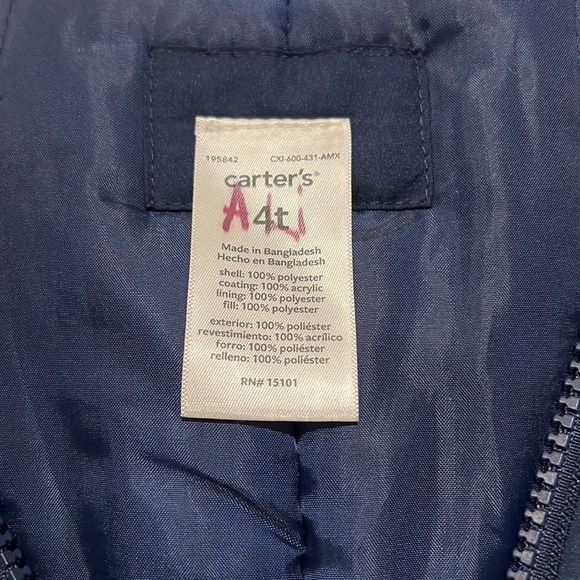 195842 CXI-600-431-AMX
carter's®
ALi
4t
Made in Bangladesh
Hecho en Bangladesh
shell: 100% polyester
coating: 100% acrylic
lining: 100% polyester
fill: 100% polyester
exterior: 100% poliéster
revestimiento: 100% acrílico
forro: 100% poliéster
relleno: 100% poliéster
RN# 15101